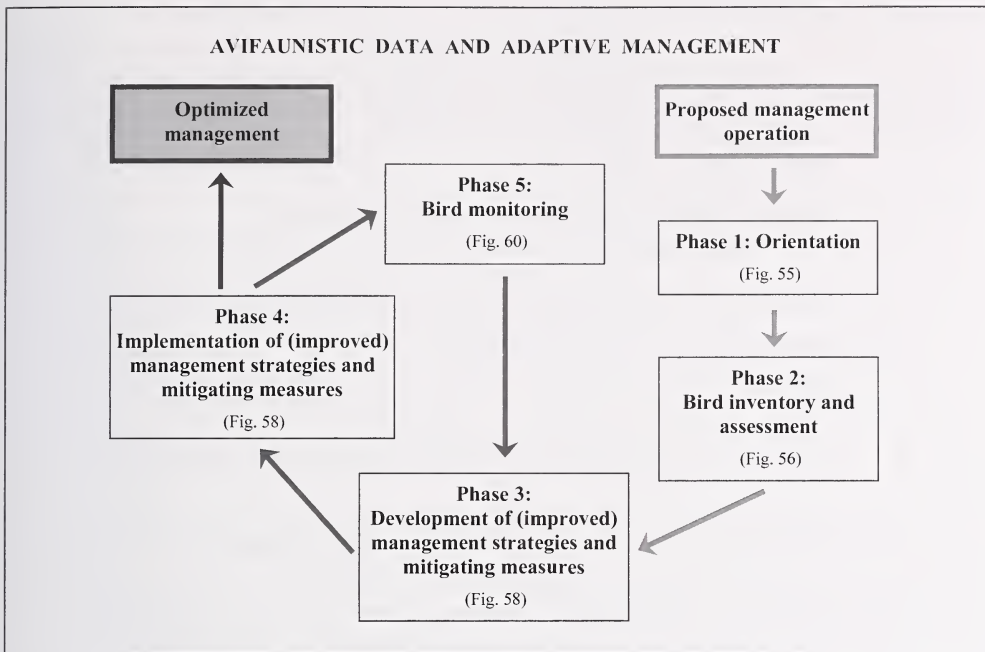 AVIFAUNISTIC DATA AND ADAPTIVE MANAGEMENT
Optimized
management
Proposed management
operation
Phase 5:
Bird monitoring
(Fig. 60)
Phase 1: Orientation
(Fig. 55)
Phase 4:
Implementation of (improved)
management strategies and
mitigating measures
(Fig. 58)
Phase 2:
Bird inventory and
assessment
(Fig. 56)
Phase 3:
Development of (improved)
management strategies and
mitigating measures
(Fig. 58)